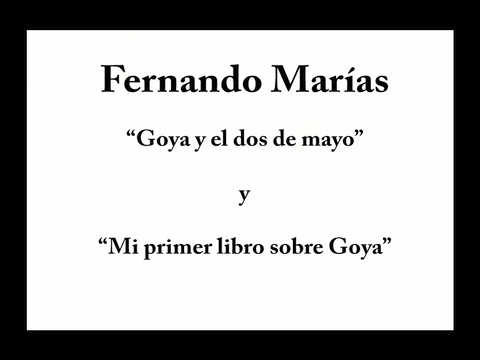 Fernando Marías
“Goya y el dos de mayo”
y
“Mi primer libro sobre Goya”